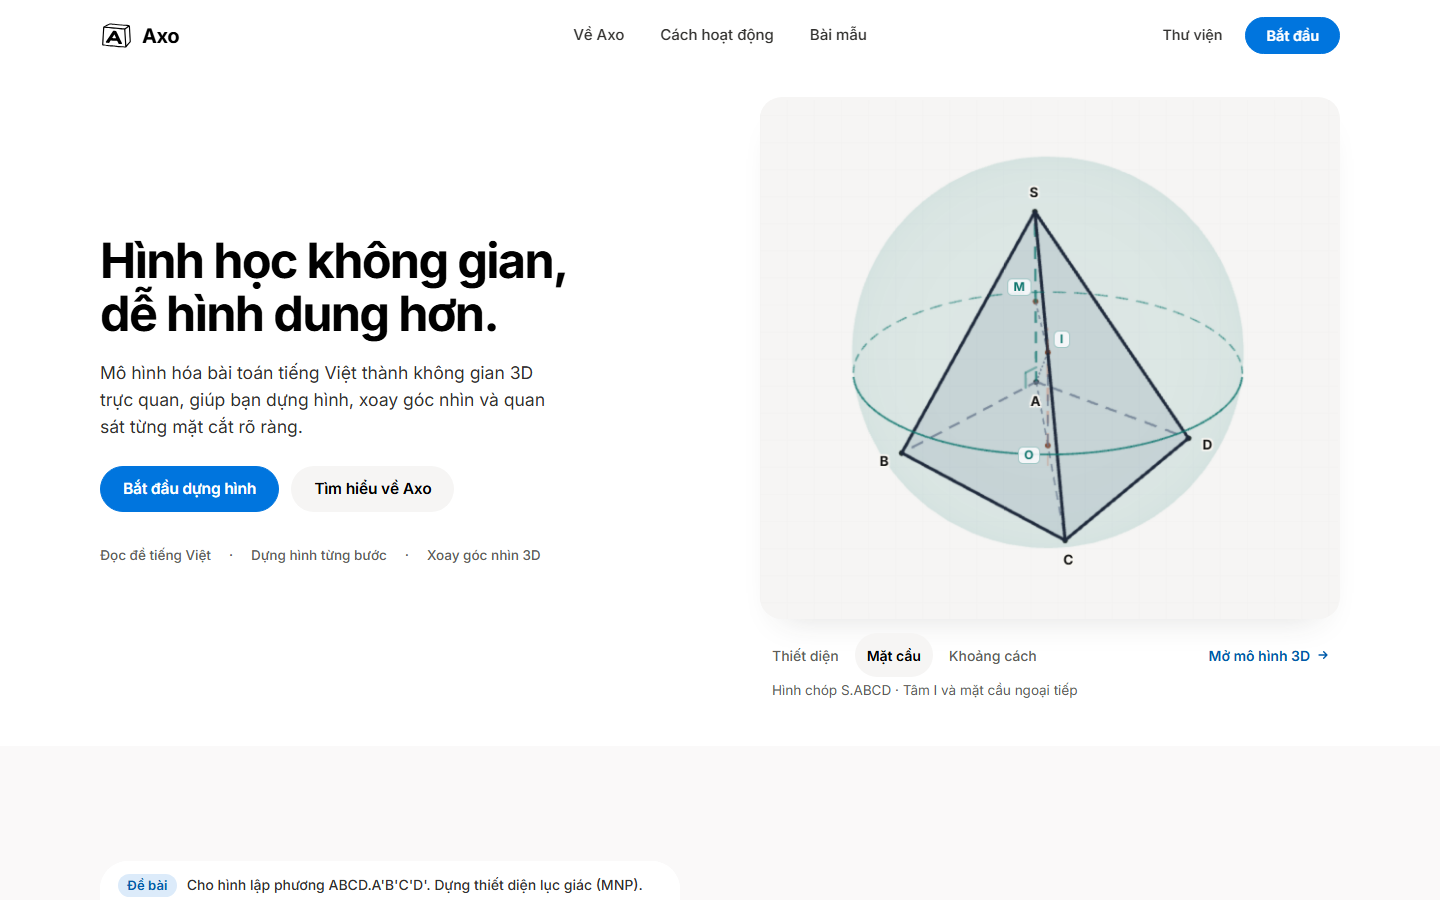 Axo
Về Axo
Cách hoạt động
Bài mẫu
Thư viện
Bắt đầu
Hình học không gian,
dễ hình dung hơn.
Mô hình hóa bài toán tiếng Việt thành không gian 3D
trực quan, giúp bạn dựng hình, xoay góc nhìn và quan
sát từng mặt cắt rõ ràng.
Bắt đầu dựng hình
Tìm hiểu về Axo
Đọc đề tiếng Việt · Dựng hình từng bước · Xoay góc nhìn 3D
S
M
I
A
B
D
O
C
Thiết diện
Mặt cầu
Khoảng cách
Mở mô hình 3D →
Hình chóp S.ABCD · Tâm I và mặt cầu ngoại tiếp
Đề bài
Cho hình lập phương ABCD.A'B'C'D'. Dựng thiết diện lục giác (MNP).